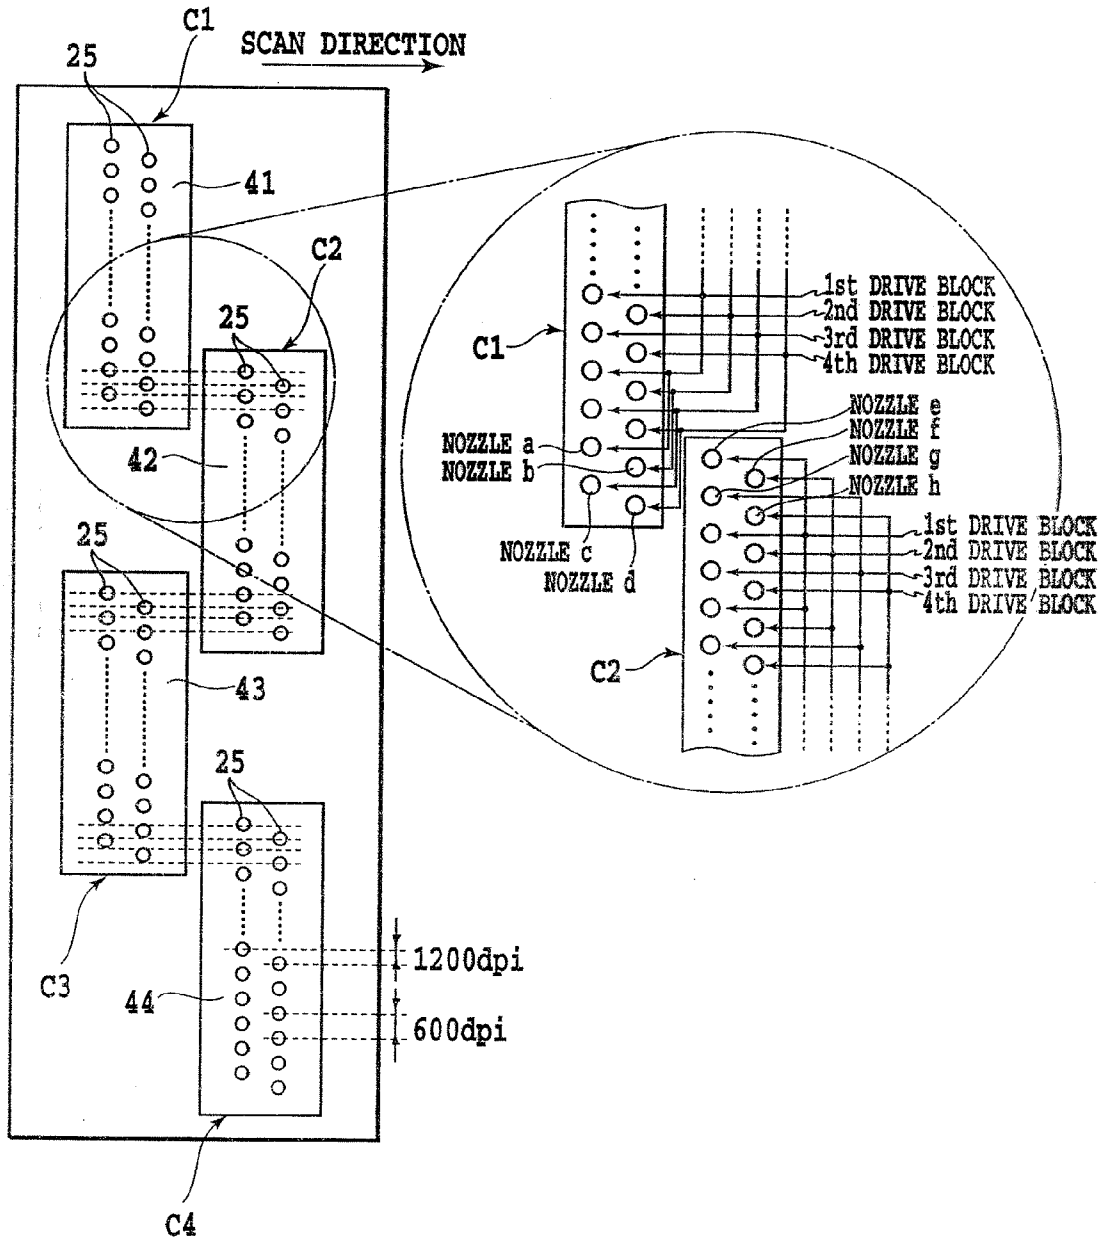 C1
SCAN DIRECTION
25
41
C2
25
42
25
43
C3
25
44
1200dpi
600dpi
C4
C1
1st DRIVE BLOCK
2nd DRIVE BLOCK
3rd DRIVE BLOCK
4th DRIVE BLOCK
NOZZLE e
NOZZLE f
NOZZLE g
NOZZLE h
NOZZLE a
NOZZLE b
NOZZLE c
NOZZLE d
1st DRIVE BLOCK
2nd DRIVE BLOCK
3rd DRIVE BLOCK
4th DRIVE BLOCK
C2